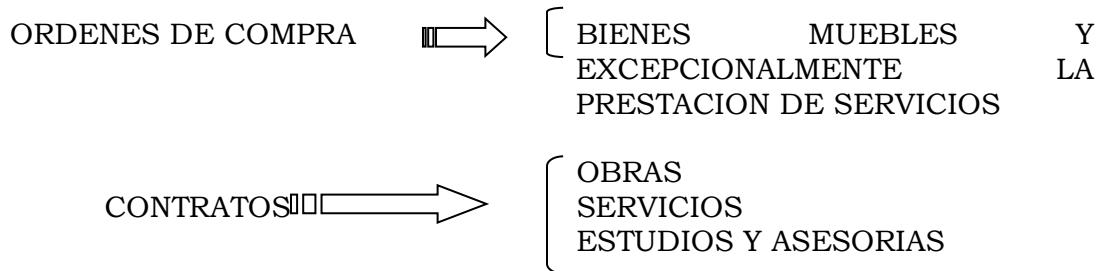 ORDENES DE COMPRA
BIENES MUEBLES Y
EXCEPCIONALMENTE LA
PRESTACION DE SERVICIOS
CONTRATOS
OBRAS
SERVICIOS
ESTUDIOS Y ASESORIAS